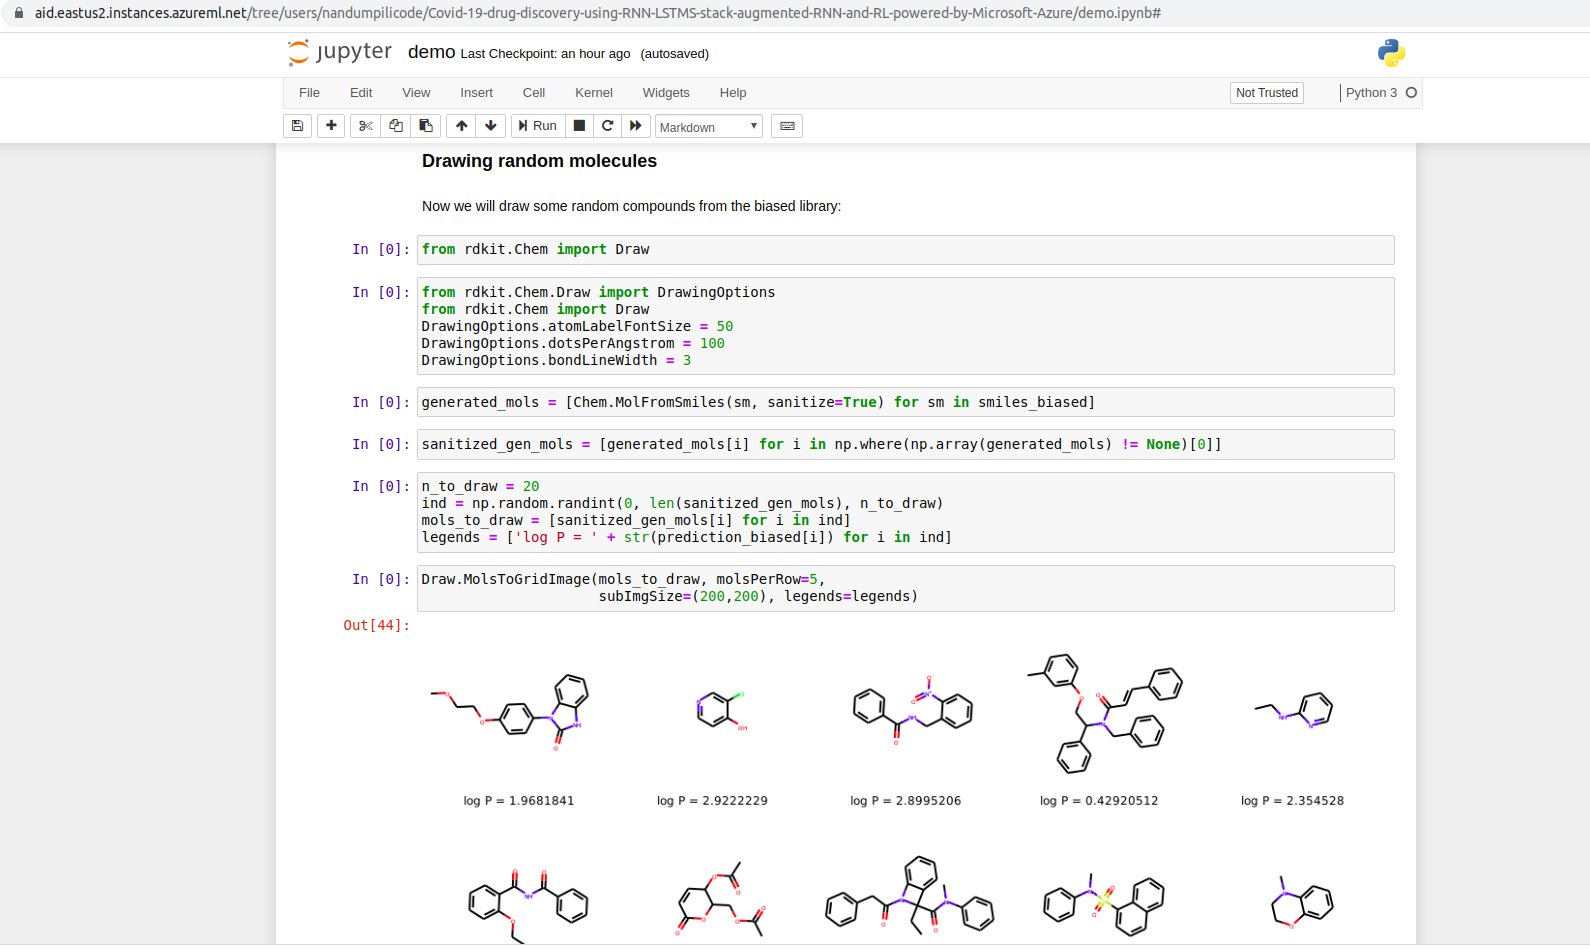 aid.eastus2.instances.azureml.net/tree/users/nandumpilicode/Covid-19-drug-discovery-using-RNN-LSTMS-stack-augmented-RNN-and-RL-powered-by-Microsoft-Azure/demo.ipynb#
jupyter demo Last Checkpoint: an hour ago (autosaved)
File Edit View Insert Cell Kernel Widgets Help Not Trusted Python 3
Run Markdown
Drawing random molecules
Now we will draw some random compounds from the biased library:
In [0]: from rdkit.Chem import Draw
In [0]: from rdkit.Chem.Draw import DrawingOptions
from rdkit.Chem import Draw
DrawingOptions.atomLabelFontSize = 50
DrawingOptions.dotsPerAngstrom = 100
DrawingOptions.bondLineWidth = 3
In [0]: generated_mols = [Chem.MolFromSmiles(sm, sanitize=True) for sm in smiles_biased]
In [0]: sanitized_gen_mols = [generated_mols[i] for i in np.where(np.array(generated_mols) != None)[0]]
In [0]: n_to_draw = 20
ind = np.random.randint(0, len(sanitized_gen_mols), n_to_draw)
mols_to_draw = [sanitized_gen_mols[i] for i in ind]
legends = ['log P = ' + str(prediction_biased[i]) for i in ind]
In [0]: Draw.MolsToGridImage(mols_to_draw, molsPerRow=5,
subImgSize=(200,200), legends=legends)
Out[44]:
log P = 1.9681841 log P = 2.9222229 log P = 2.8995206 log P = 0.42920512 log P = 2.354528